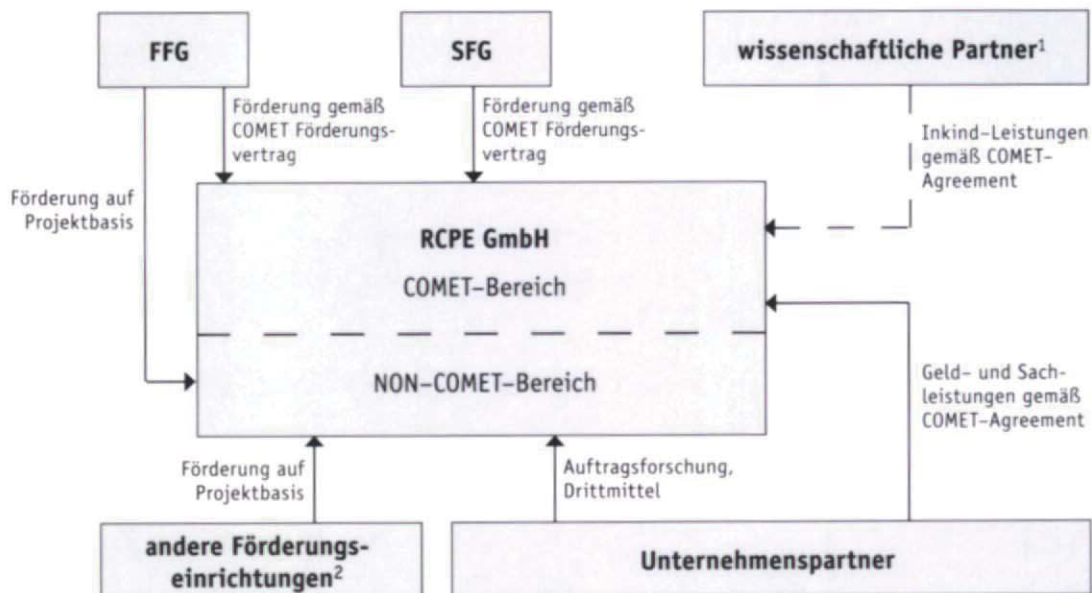 FFG
SFG
wissenschaftliche Partner¹
Förderung gemäß
COMET Förderungs-
vertrag
Förderung gemäß
COMET Förderungs-
vertrag
Inkind–Leistungen
gemäß COMET–
Agreement
Förderung auf
Projektbasis
RCPE GmbH
COMET–Bereich
NON–COMET–Bereich
Geld– und Sach-
leistungen gemäß
COMET–Agreement
Förderung auf
Projektbasis
Auftragsforschung,
Drittmittel
andere Förderungs-
einrichtungen²
Unternehmenspartner